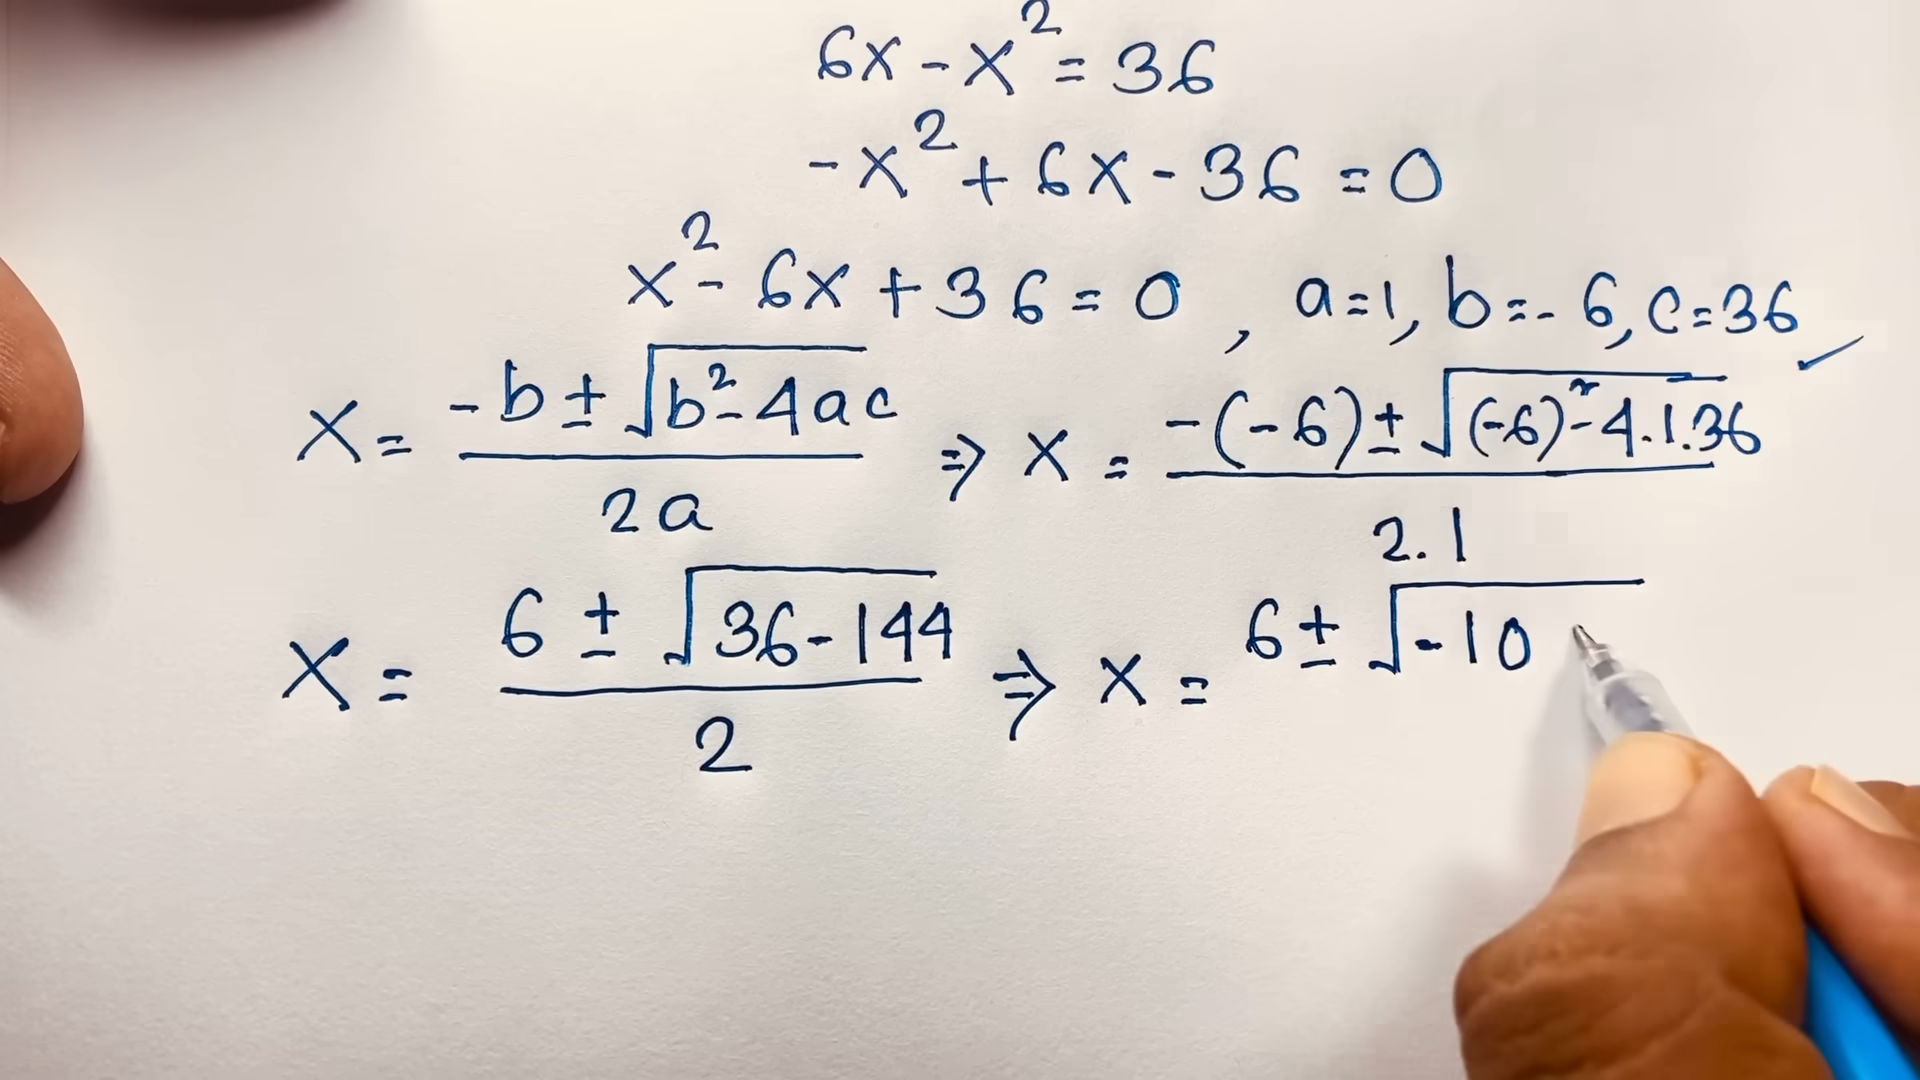 6x - x² = 36
-x² + 6x - 36 = 0
x² - 6x + 36 = 0 , a=1, b=-6, c=36 ✓
x = (-b ± √(b² - 4ac)) / 2a ⇒ x = (-(-6) ± √((-6)² - 4.1.36)) / 2.1
x = (6 ± √(36 - 144)) / 2 ⇒ x = 6 ± √-10